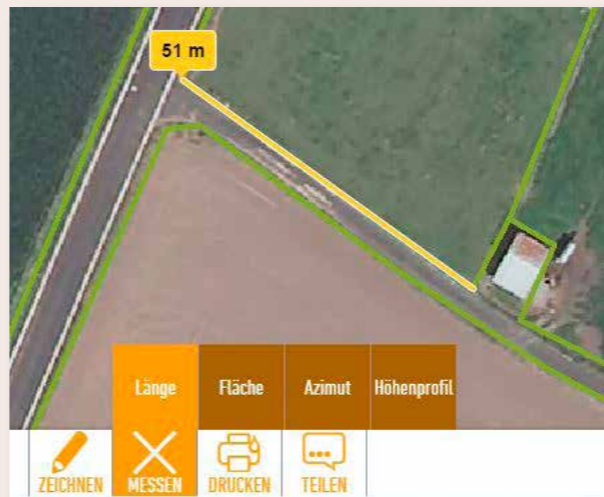 51 m
Länge Fläche Azimut Höhenprofil
ZEICHNEN MESSEN DRUCKEN TEILEN